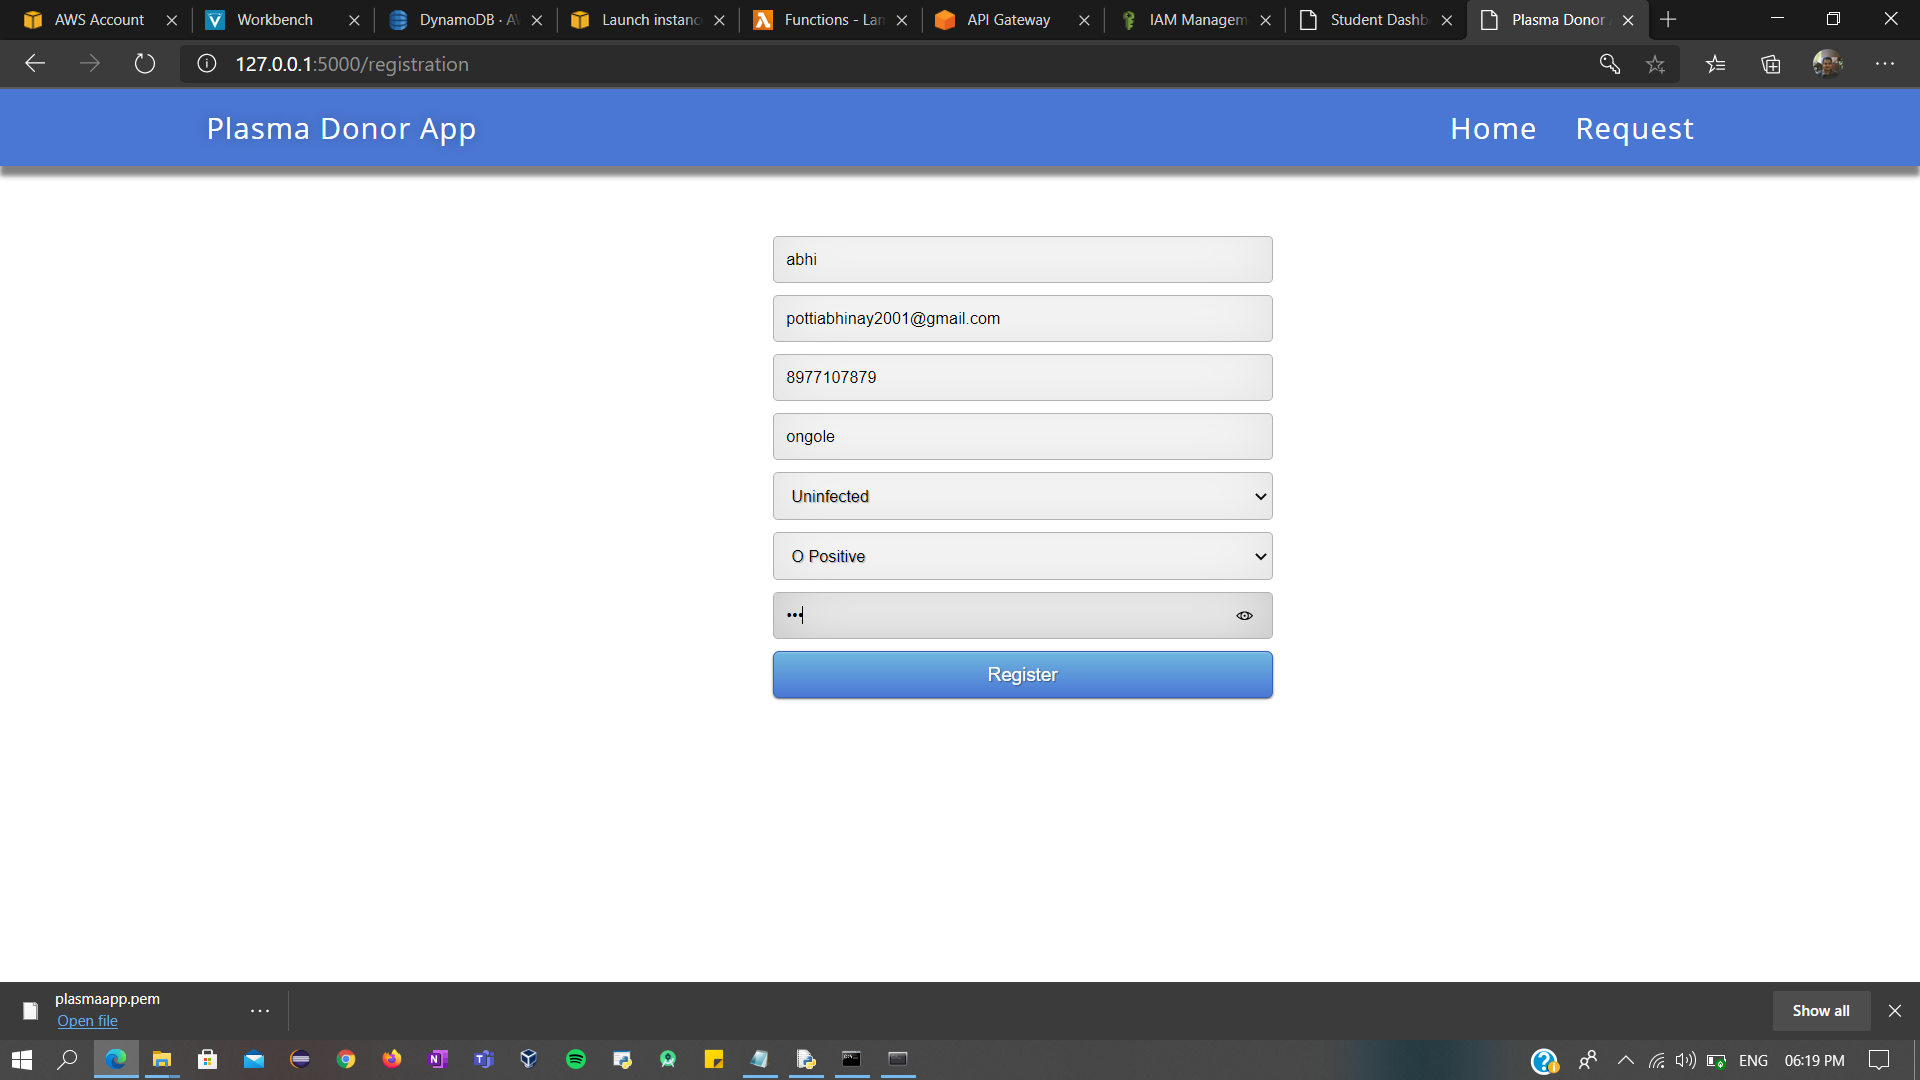 AWS Account
Workbench
DynamoDB · A
Launch instanc
Functions - Lan
API Gateway
IAM Managem
Student Dashb
Plasma Donor
127.0.0.1:5000/registration
Plasma Donor App
Home
Request
abhi
pottiabhinay2001@gmail.com
8977107879
ongole
Uninfected
O Positive
•••
Register
plasmaapp.pem
Open file
Show all
ENG
06:19 PM